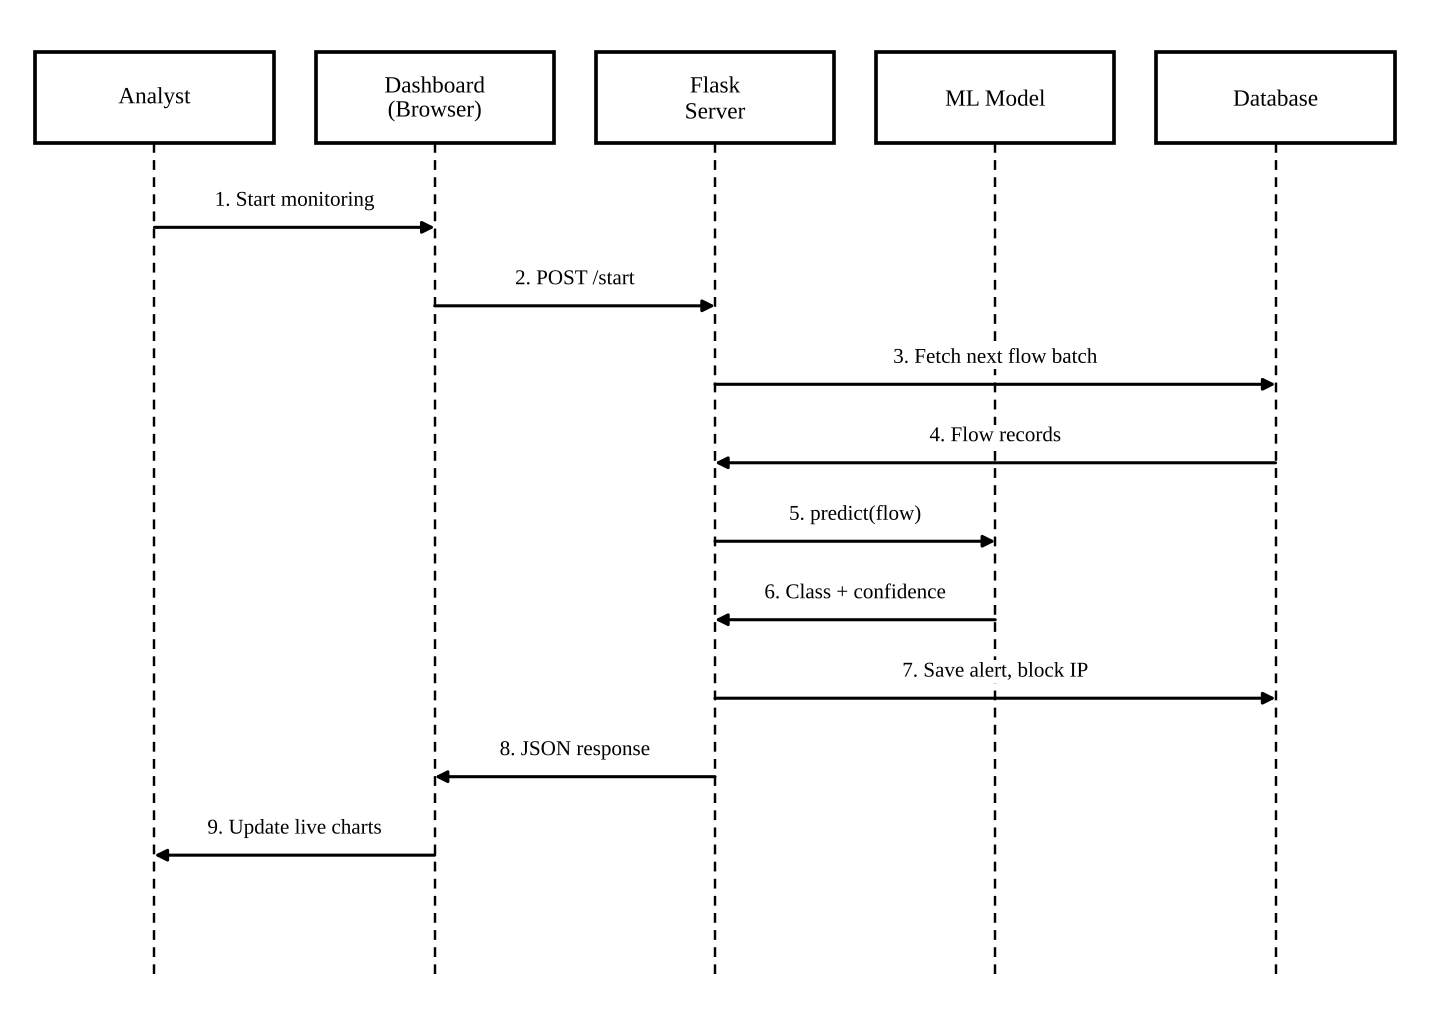 Analyst
Dashboard
(Browser)
Flask
Server
ML Model
Database
1. Start monitoring
2. POST /start
3. Fetch next flow batch
4. Flow records
5. predict(flow)
6. Class + confidence
7. Save alert, block IP
8. JSON response
9. Update live charts